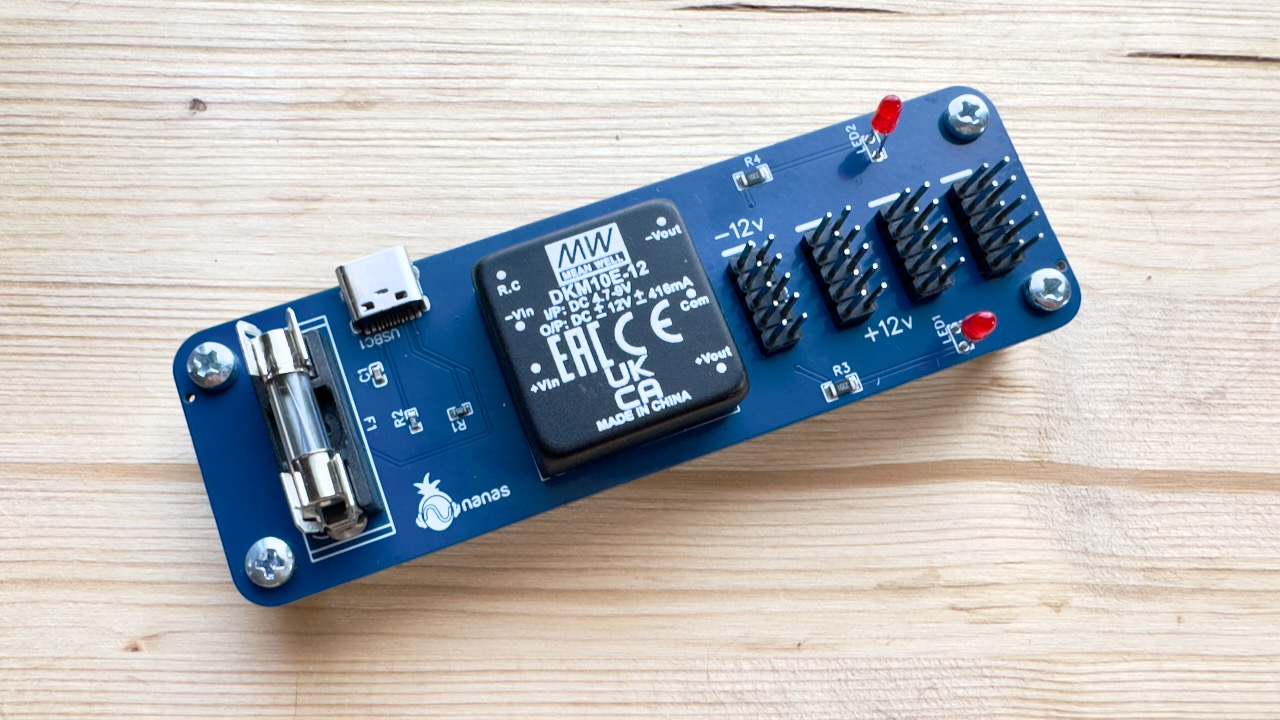 MW
MEAN WELL
DKM10E-12
I/P: DC 4.7-9V
O/P: DC ± 12V ± 416mA
R.C
-Vin
+Vin
-Vout
Com
+Vout
EAC CE
UK
CA
MADE IN CHINA
USBC1
C1
F1
R2
R1
nanas
R4
LED2
-12v
+12v
R3
LED1